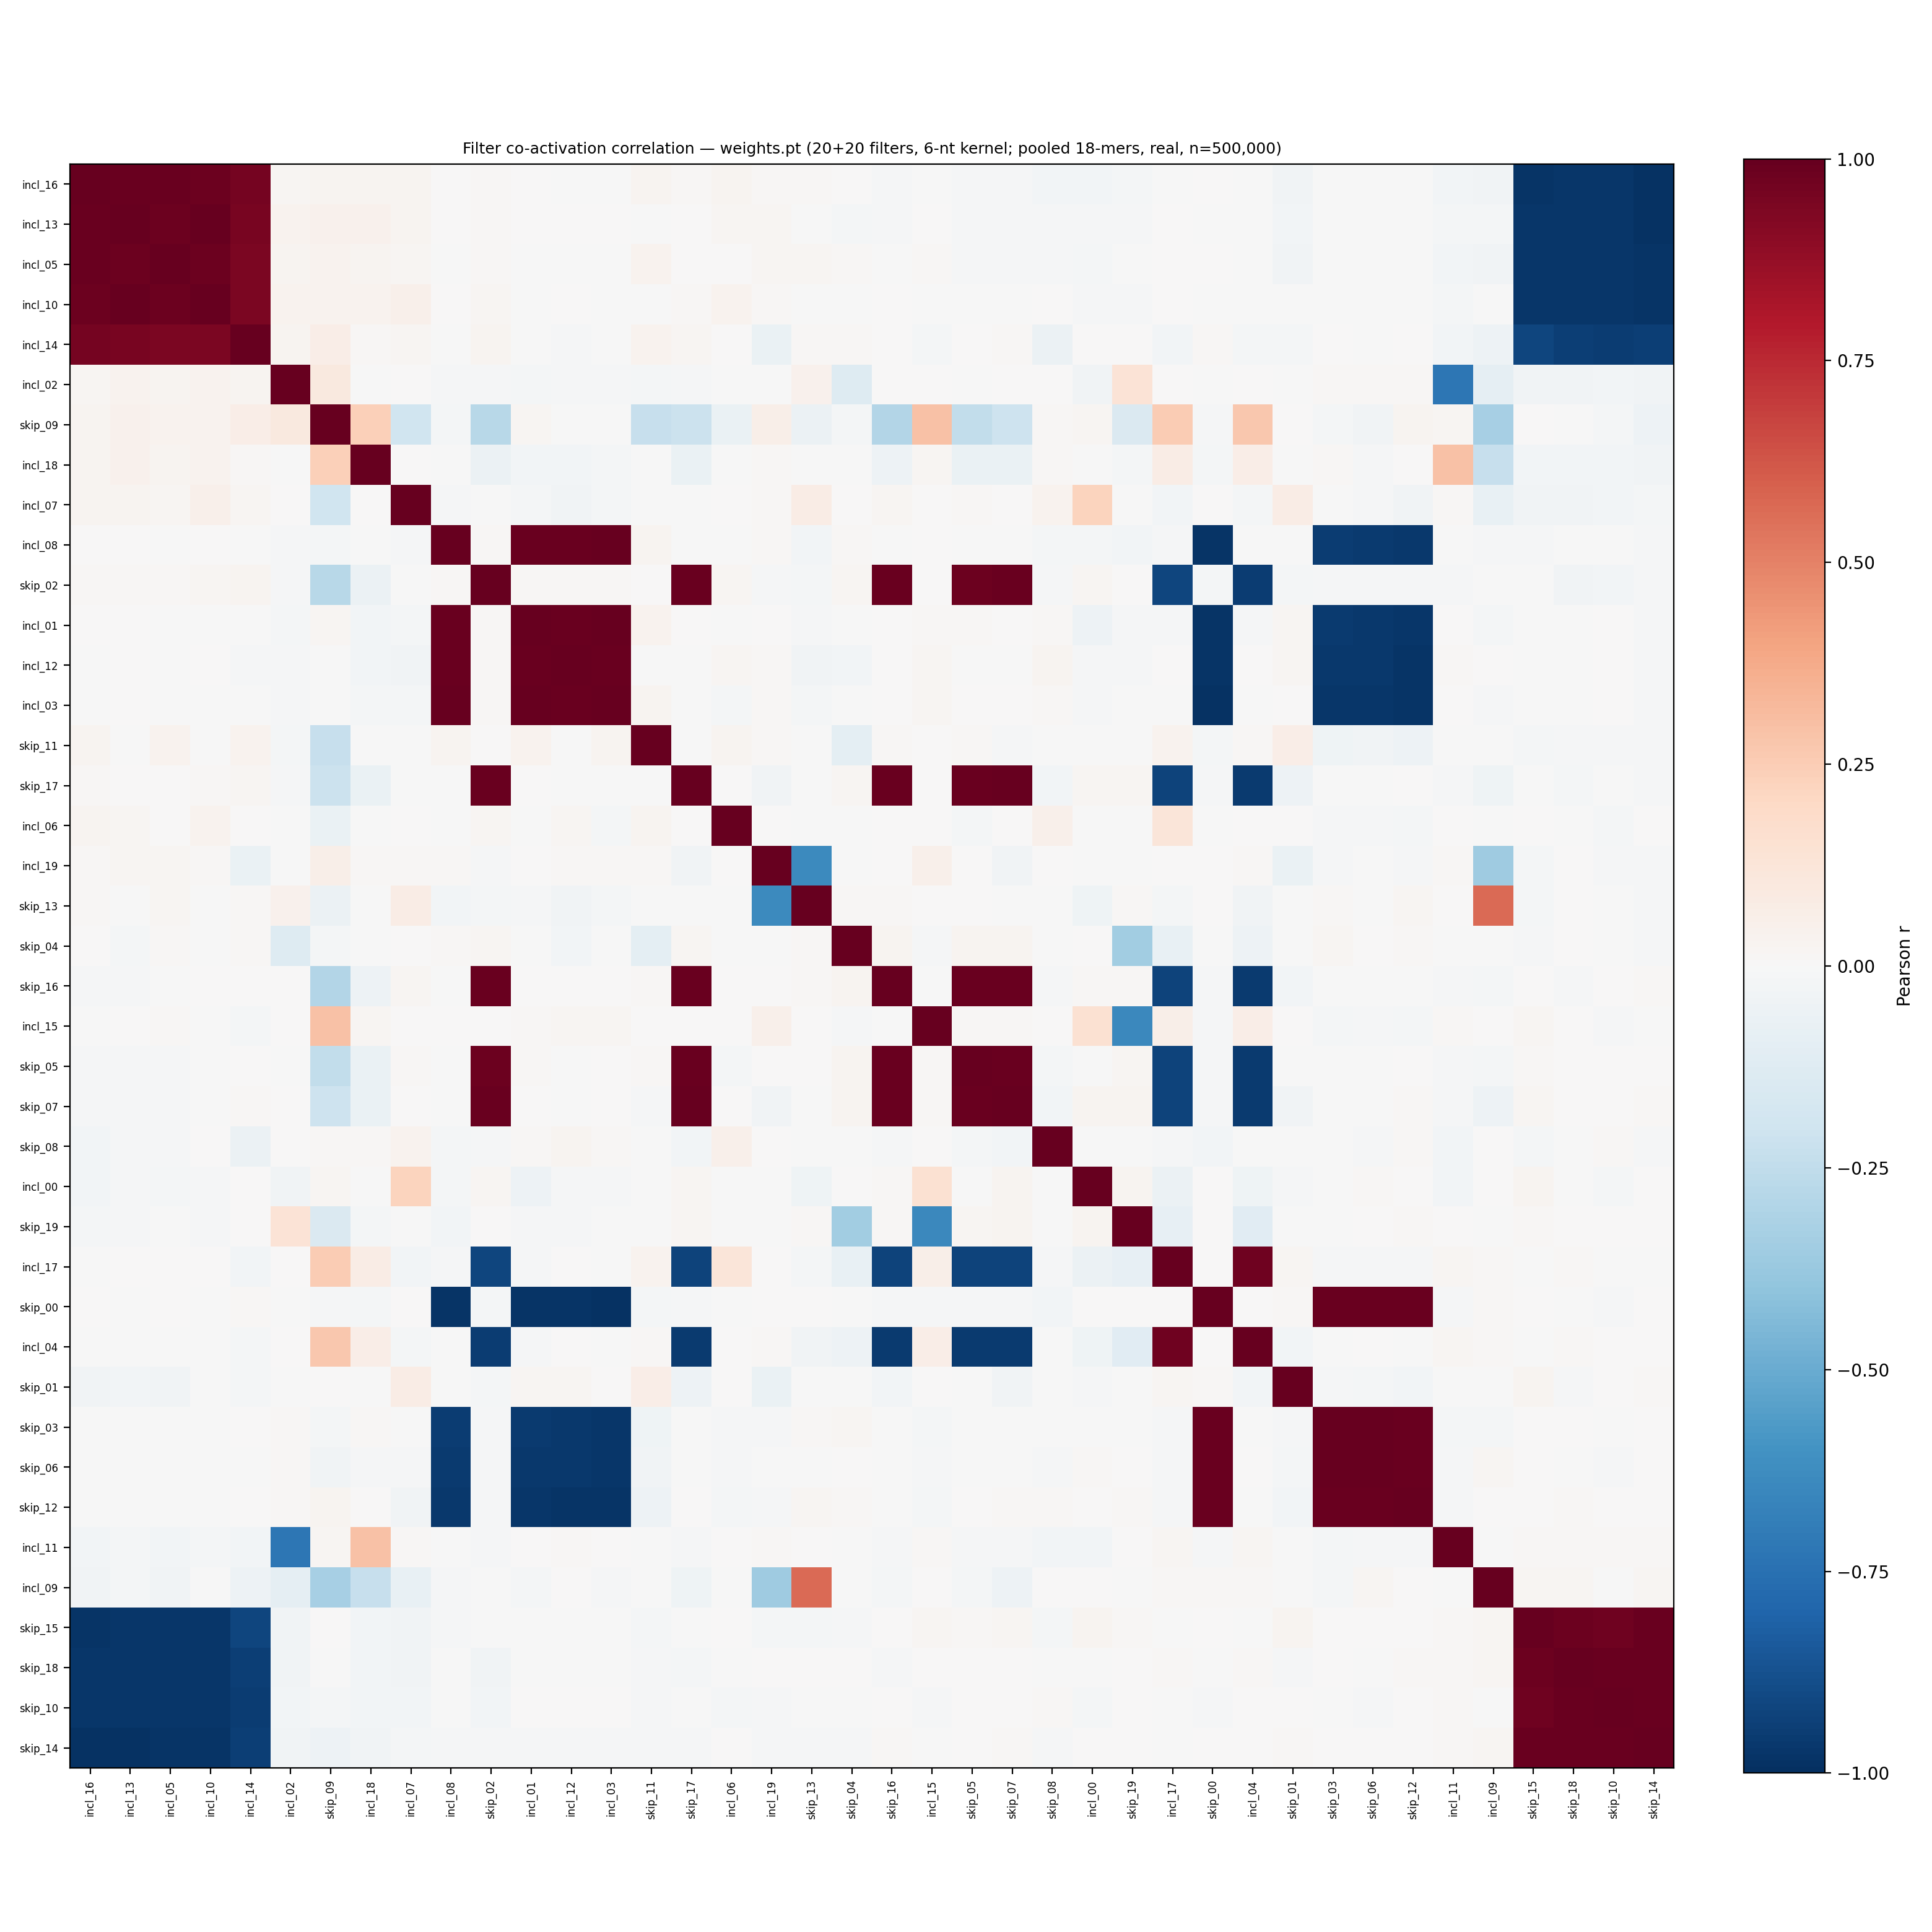 Filter co-activation correlation — weights.pt (20+20 filters, 6-nt kernel; pooled 18-mers, real, n=500,000)
incl_16
incl_13
incl_05
incl_10
incl_14
incl_02
skip_09
incl_18
incl_07
incl_08
skip_02
incl_01
incl_12
incl_03
skip_11
skip_17
incl_06
incl_19
skip_13
skip_04
skip_16
incl_15
skip_05
skip_07
skip_08
incl_00
skip_19
incl_17
skip_00
incl_04
skip_01
skip_03
skip_06
skip_12
incl_11
incl_09
skip_15
skip_18
skip_10
skip_14
incl_16
incl_13
incl_05
incl_10
incl_14
incl_02
skip_09
incl_18
incl_07
incl_08
skip_02
incl_01
incl_12
incl_03
skip_11
skip_17
incl_06
incl_19
skip_13
skip_04
skip_16
incl_15
skip_05
skip_07
skip_08
incl_00
skip_19
incl_17
skip_00
incl_04
skip_01
skip_03
skip_06
skip_12
incl_11
incl_09
skip_15
skip_18
skip_10
skip_14
1.00
0.75
0.50
0.25
0.00
−0.25
−0.50
−0.75
−1.00
Pearson r